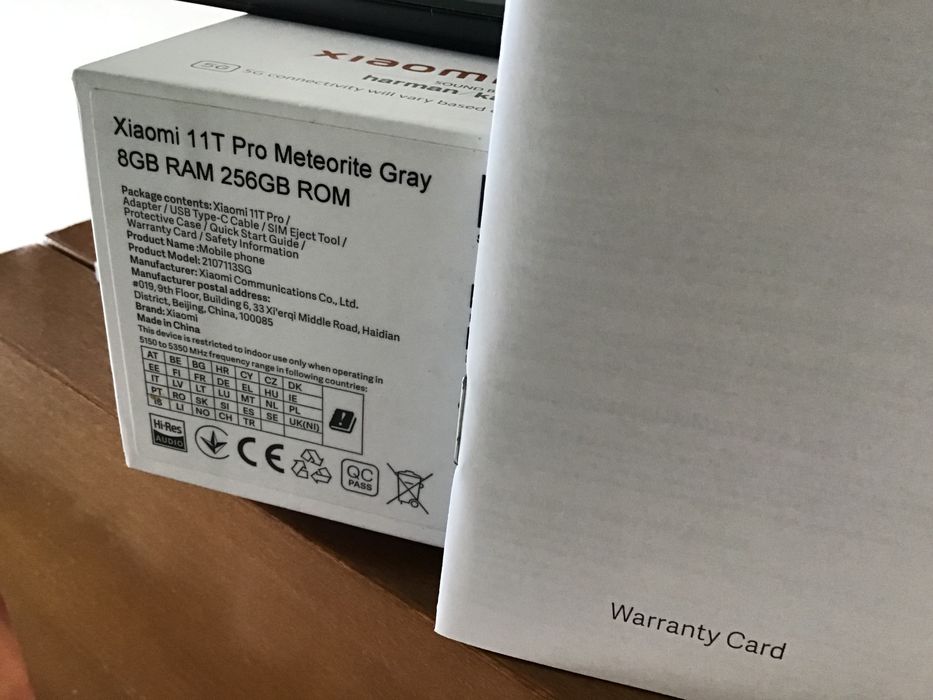 XIAOMI
SOUND
harman
5G 5G connectivity will vary based
Xiaomi 11T Pro Meteorite Gray
8GB RAM 256GB ROM
Package contents: Xiaomi 11T Pro /
Adapter / USB Type-C Cable / SIM Eject Tool /
Protective Case / Quick Start Guide /
Warranty Card / Safety Information
Product Name :Mobile phone
Product Model: 2107113SG
Manufacturer: Xiaomi Communications Co., Ltd.
Manufacturer postal address:
#019, 9th Floor, Building 6, 33 Xi'erqi Middle Road, Haidian
District, Beijing, China, 100085
Brand: Xiaomi
Made in China
This device is restricted to indoor use only when operating in
5150 to 5350 MHz frequency range in following countries:
AT BE BG HR CY CZ DK
EE FI FR DE EL HU IE
IT LV LT LU MT NL PL
PT RO SK SI ES SE UK(NI)
IS LI NO CH TR
Hi-Res
AUDIO
CE
QC
PASS
Warranty Card